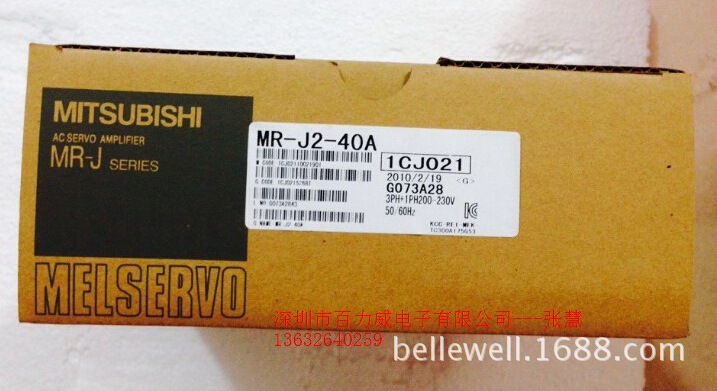 MITSUBISHI
AC SERVO AMPLIFIER
MR-J SERIES
MELSERVO
MR-J2-40A
1CJ021
2010/2/19 <G>
G073A28
3PH+1PH200~230V
50/60Hz
TC300A175G53
深圳市百力威电子有限公司---张慧
13632640259
bellewell.1688.com